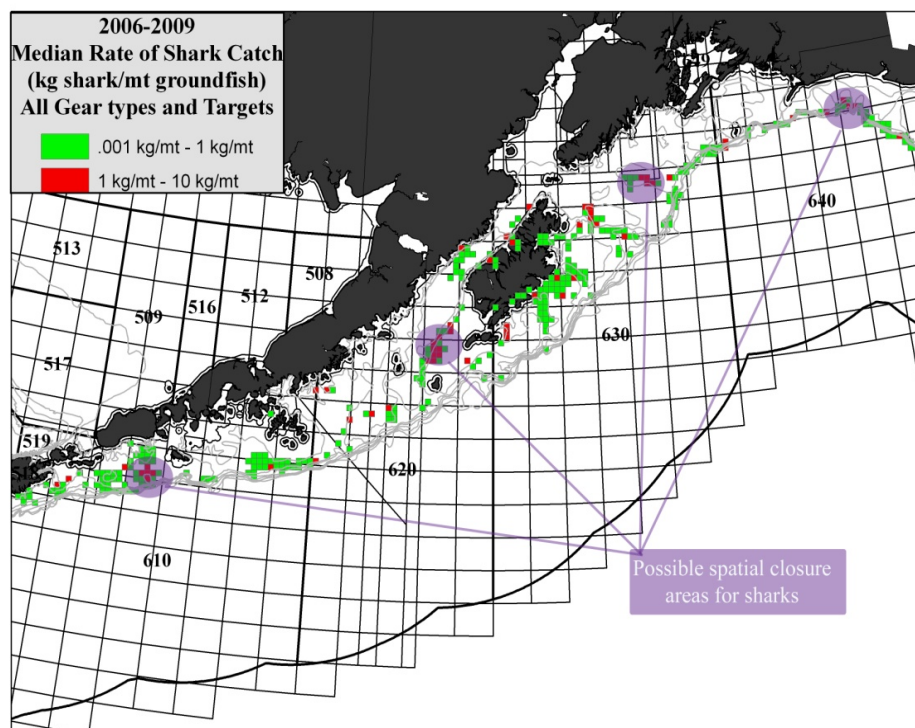 2006-2009
Median Rate of Shark Catch
(kg shark/mt groundfish)
All Gear types and Targets
.001 kg/mt - 1 kg/mt
1 kg/mt - 10 kg/mt
640
513
508
512
516
509
630
517
519
518
620
610
Possible spatial closure
areas for sharks